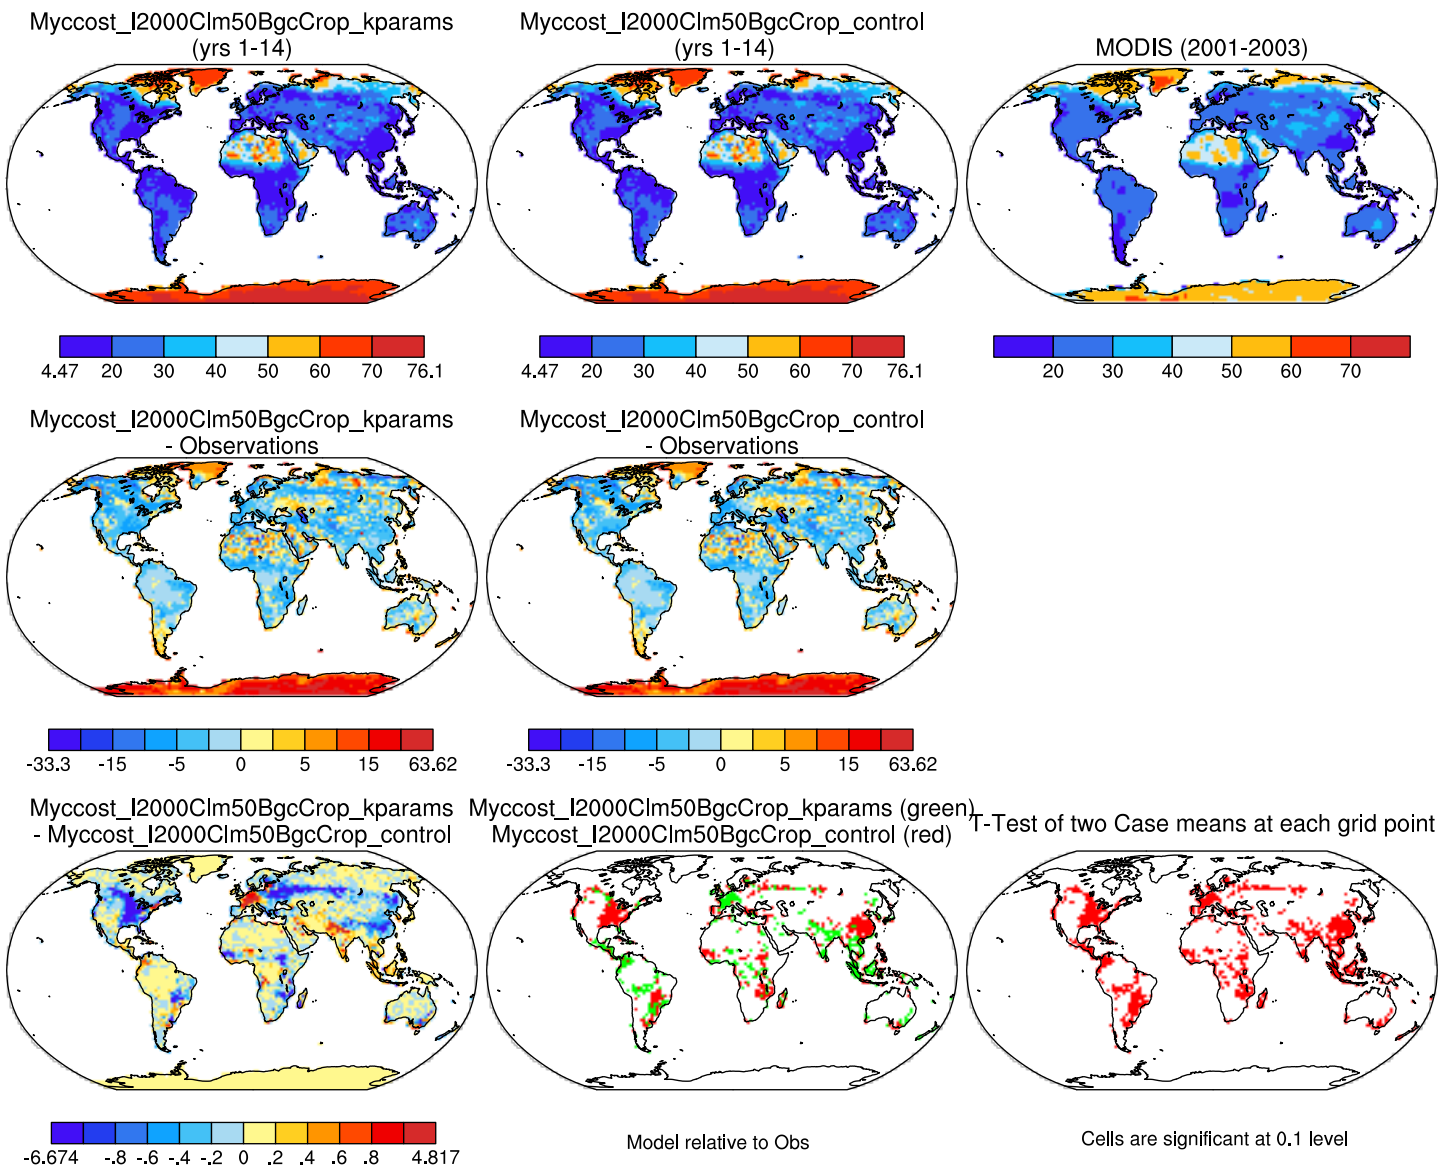 Myccost_I2000Clm50BgcCrop_kparams
(yrs 1-14)
Myccost_I2000Clm50BgcCrop_control
(yrs 1-14)
MODIS (2001-2003)
4.47 20 30 40 50 60 70 76.1
4.47 20 30 40 50 60 70 76.1
20 30 40 50 60 70
Myccost_I2000Clm50BgcCrop_kparams
- Observations
Myccost_I2000Clm50BgcCrop_control
- Observations
-33.3 -15 -5 0 5 15 63.62
-33.3 -15 -5 0 5 15 63.62
Myccost_I2000Clm50BgcCrop_kparams
- Myccost_I2000Clm50BgcCrop_control
Myccost_I2000Clm50BgcCrop_kparams (green)
Myccost_I2000Clm50BgcCrop_control (red)
T-Test of two Case means at each grid point
-6.674 -.8 -.6 -.4 -.2 0 .2 .4 .6 .8 4.817
Model relative to Obs
Cells are significant at 0.1 level